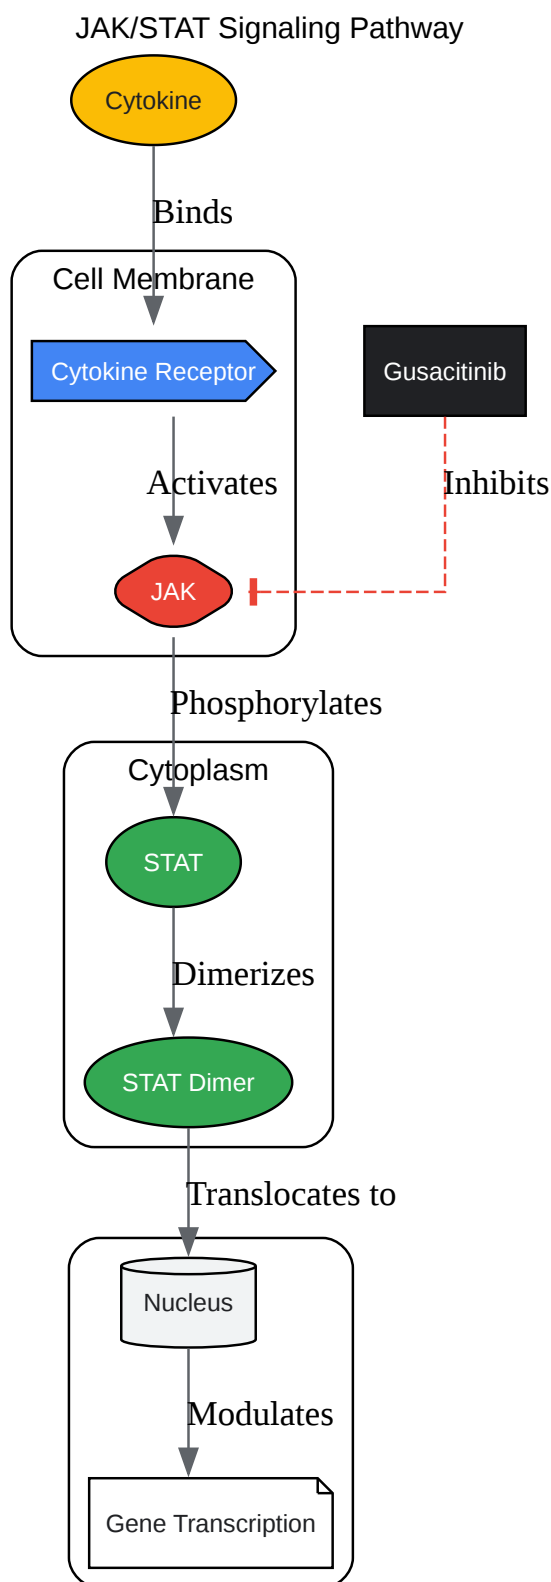 JAK/STAT Signaling Pathway
Cytokine
Binds
Cell Membrane
Cytokine Receptor
Gusacitinib
Activates
Inhibits
JAK
Phosphorylates
Cytoplasm
STAT
Dimerizes
STAT Dimer
Translocates to
Nucleus
Modulates
Gene Transcription